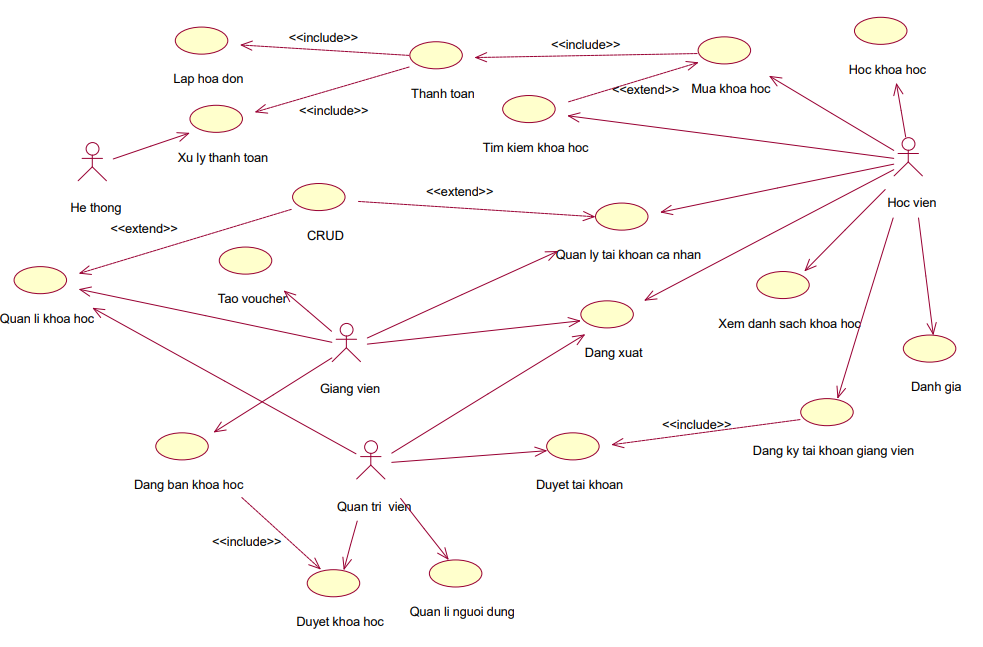 <<include>>
<<include>>
Hoc khoa hoc
Lap hoa don
Thanh toan
<<extend>>
Mua khoa hoc
<<include>>
Xu ly thanh toan
Tim kiem khoa hoc
He thong
<<extend>>
Hoc vien
<<extend>>
CRUD
Quan ly tai khoan ca nhan
Tao voucher
Quan li khoa hoc
Xem danh sach khoa hoc
Dang xuat
Giang vien
Danh gia
<<include>>
Dang ky tai khoan giang vien
Dang ban khoa hoc
Duyet tai khoan
Quan tri  vien
<<include>>
Quan li nguoi dung
Duyet khoa hoc